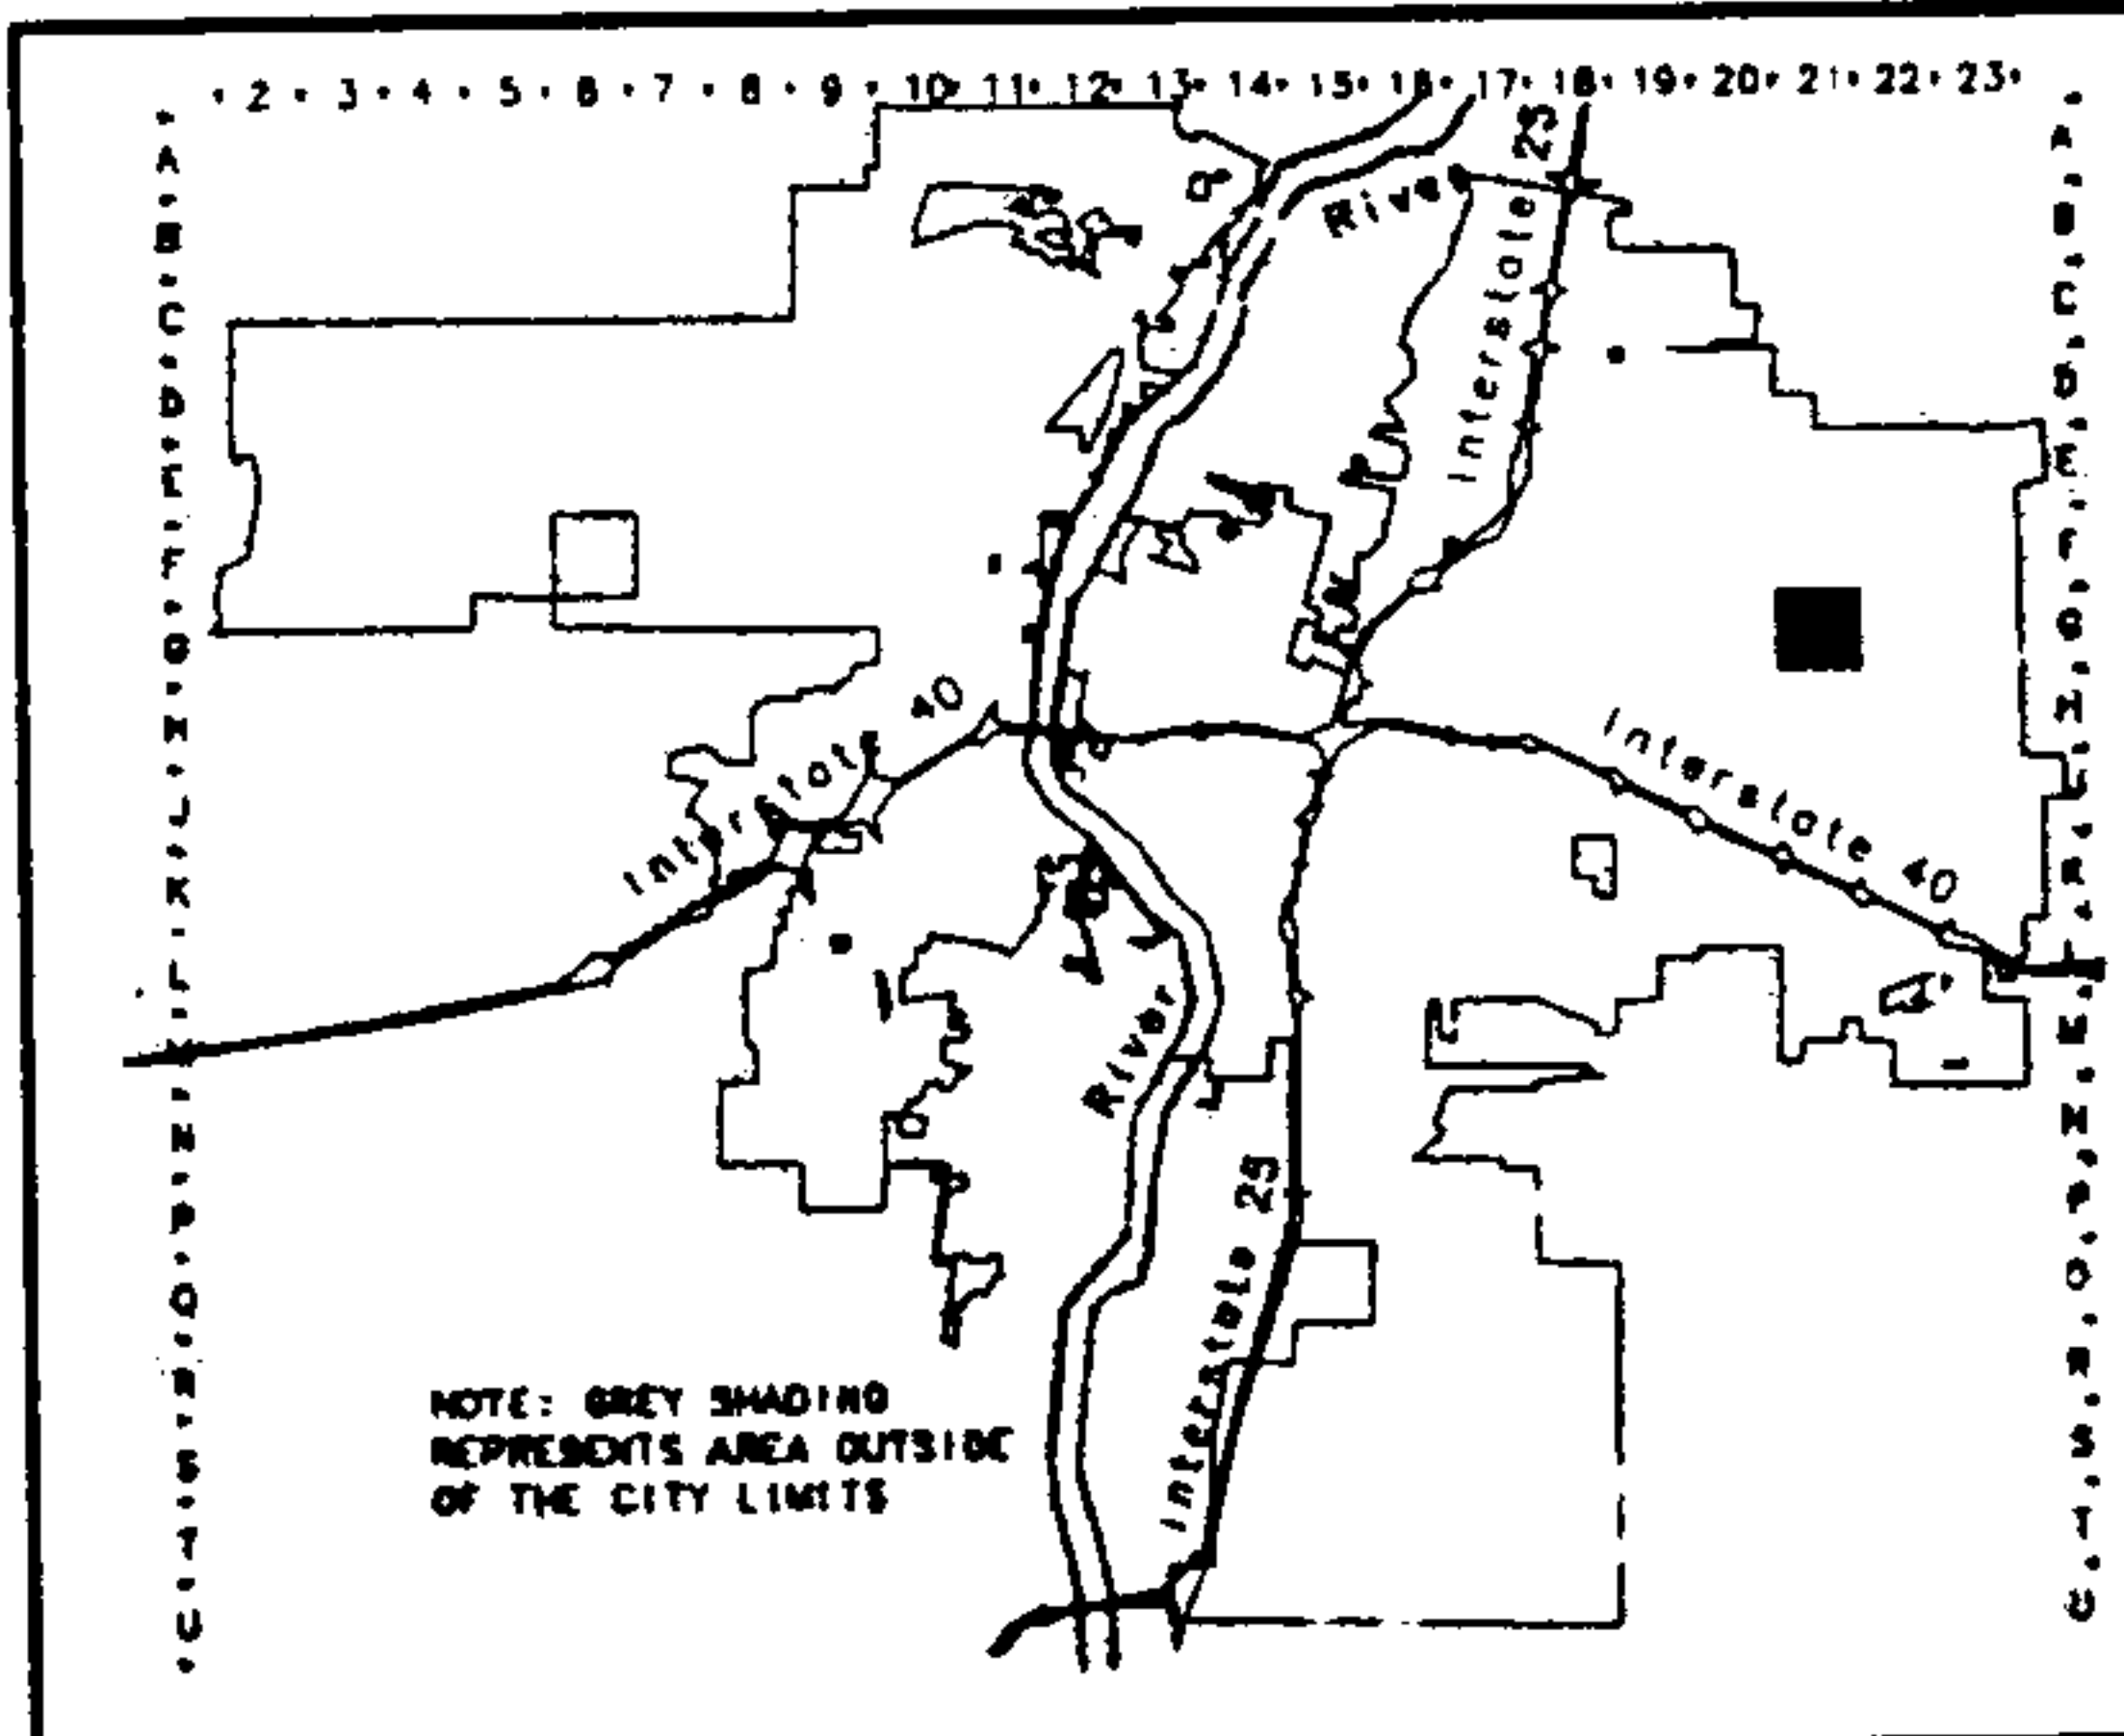 · 2 · 3 · 4 · 5 · 6 · 7 · 8 · 9 · 10 · 11 · 12 · 13 · 14 · 15 · 16 · 17 · 18 · 19 · 20 · 21 · 22 · 23 ·
A
B
C
D
E
F
G
H
J
K
L
M
N
P
Q
R
S
T
U
River
Interstate 25
Interstate 40
Interstate 40
River
Interstate 25
NOTE: GREY SHADING
REPRESENTS AREA OUTSIDE
OF THE CITY LIMITS
A
B
C
D
E
F
G
H
J
K
L
M
N
P
Q
R
S
T
U